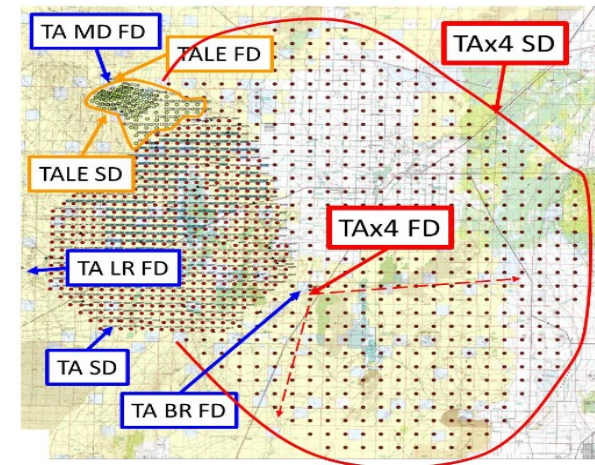 TA MD FD
TALE FD
TAx4 SD
TALE SD
TAx4 FD
TA LR FD
TA SD
TA BR FD